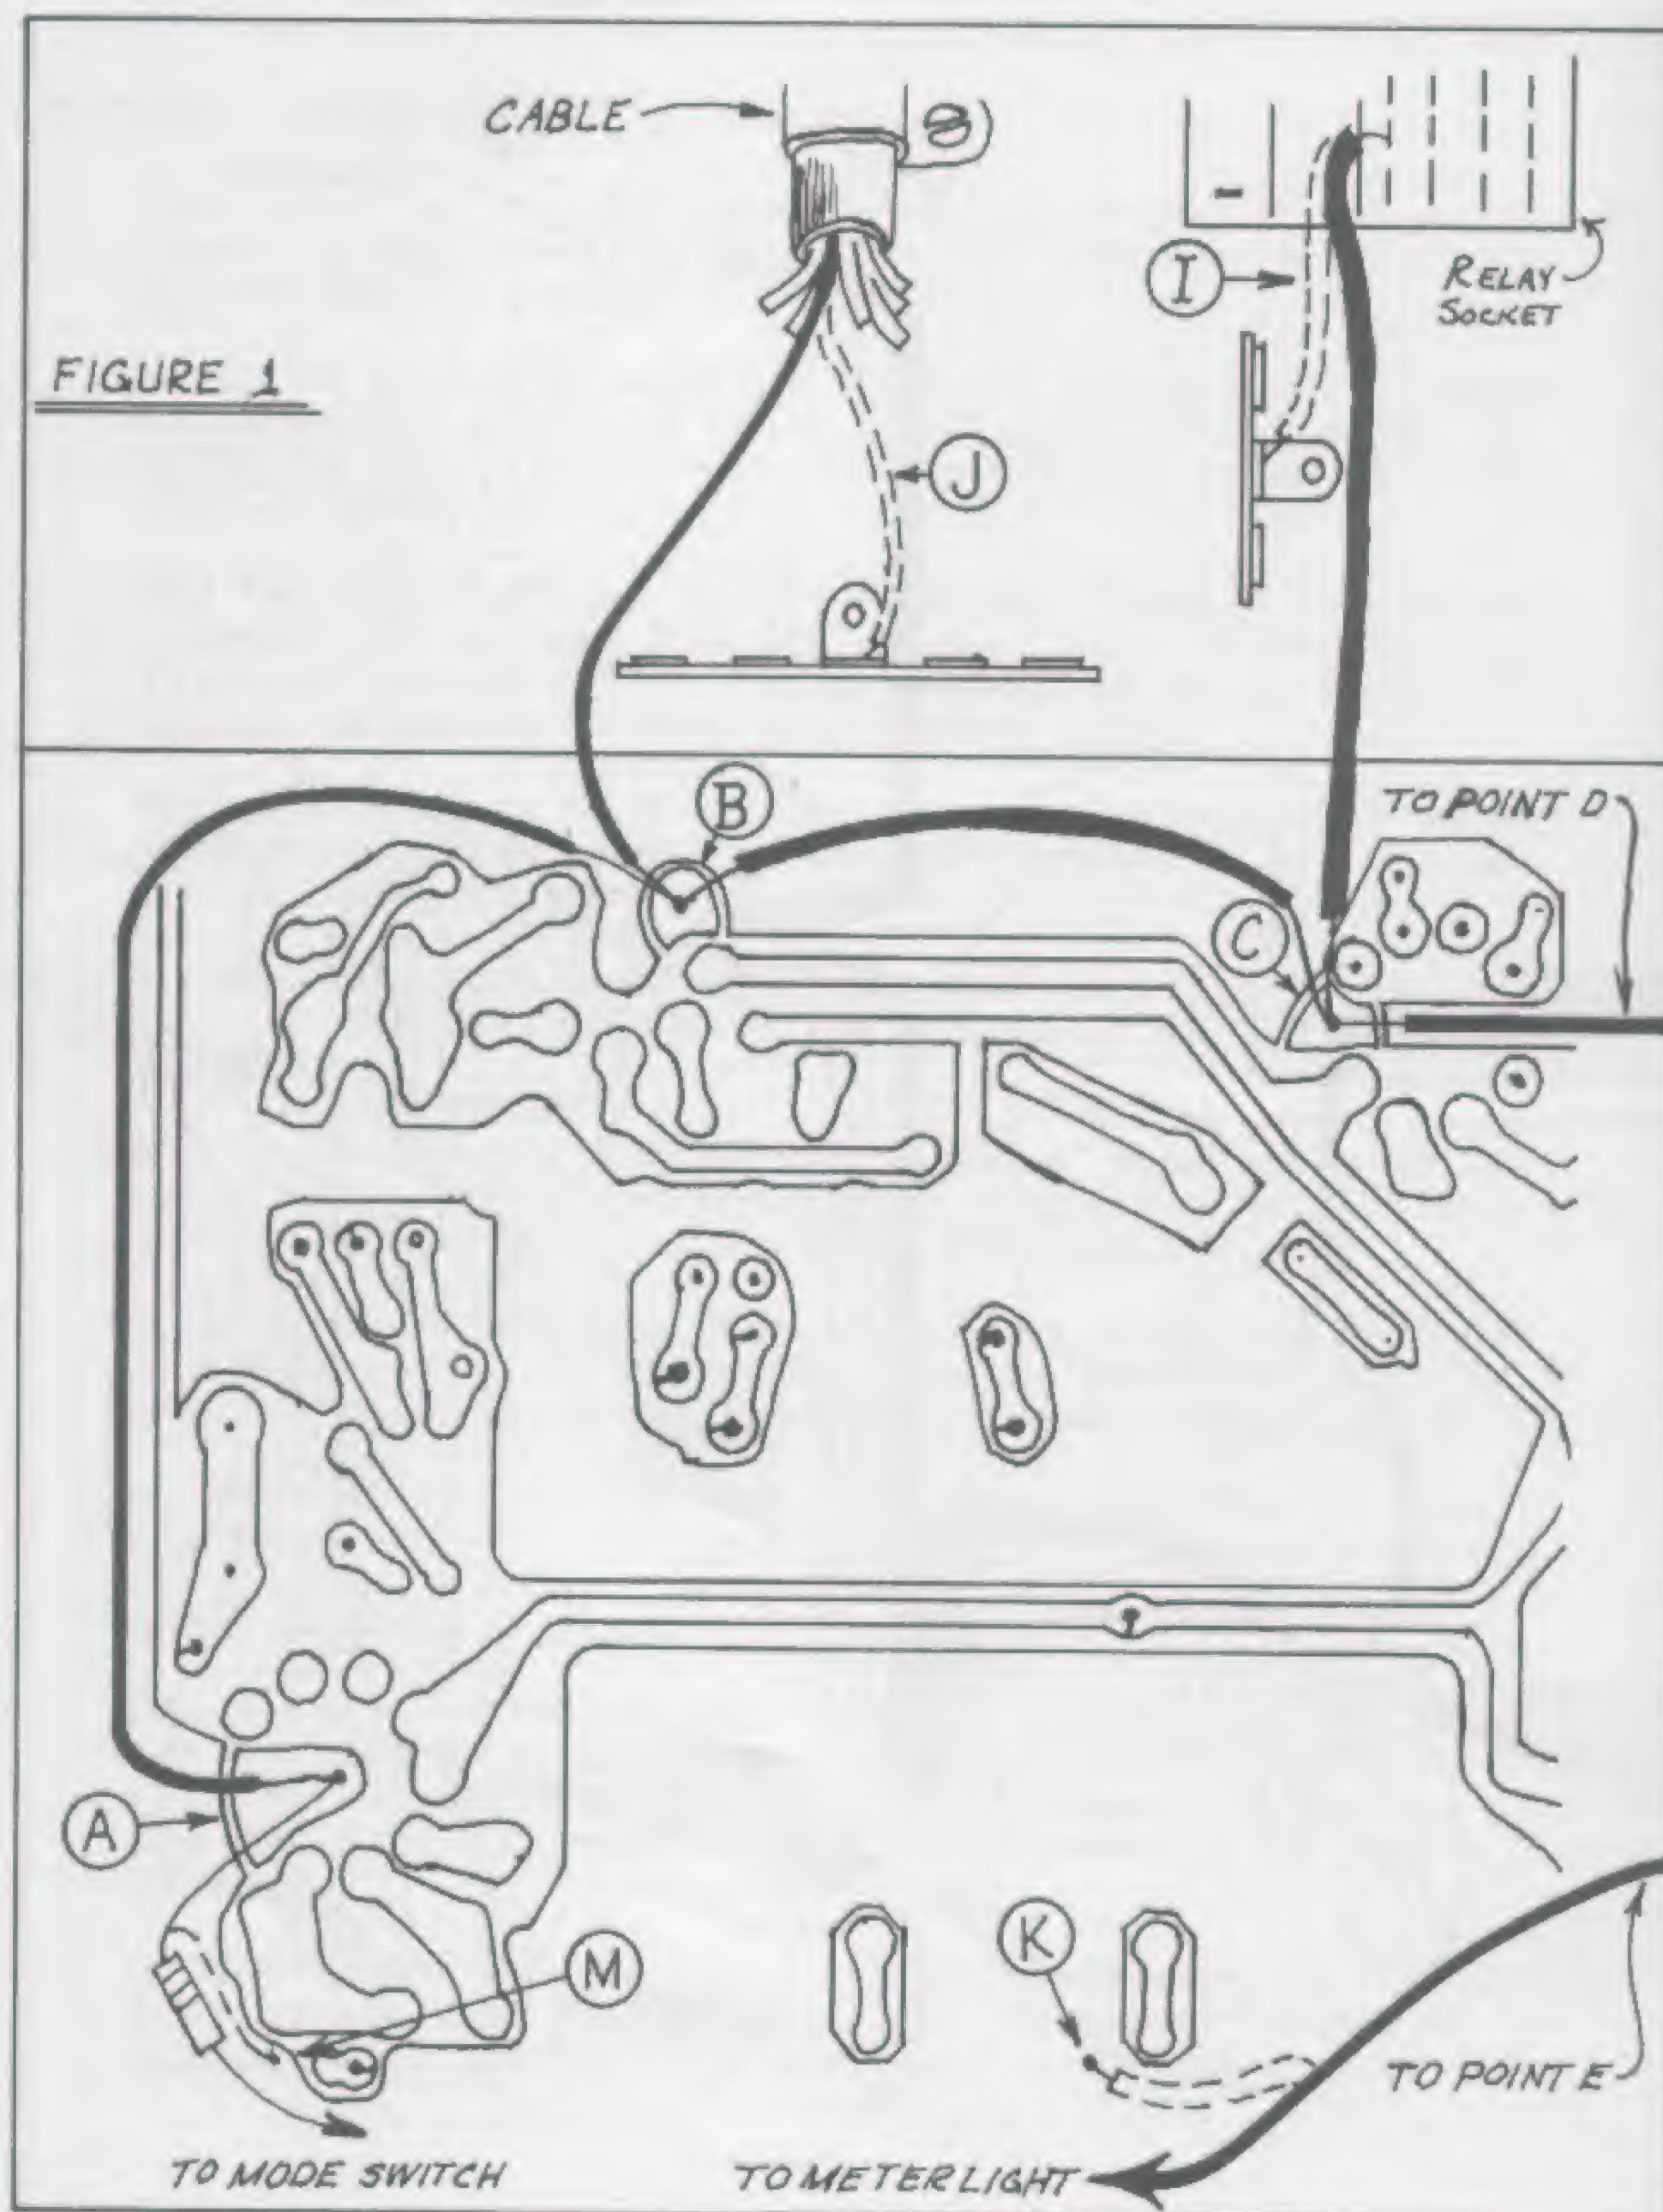 CABLE
I
RELAY
SOCKET
FIGURE 1
J
B
TO POINT D
C
A
M
K
TO POINT E
TO MODE SWITCH
TO METER LIGHT